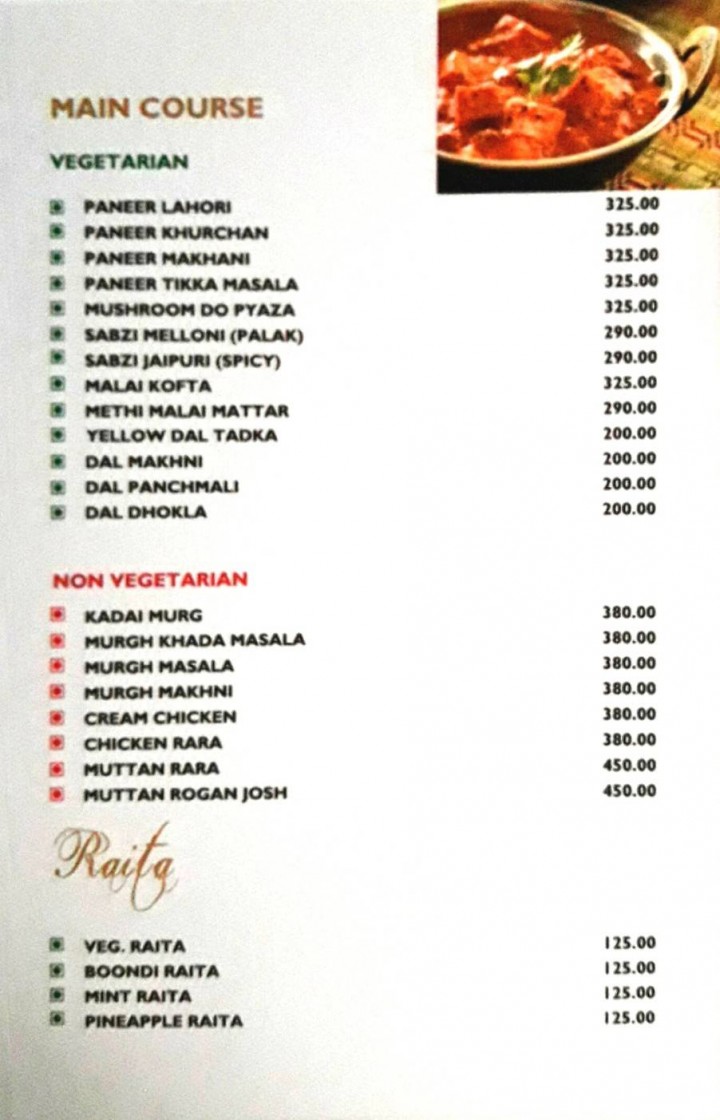 MAIN COURSE
VEGETARIAN
PANEER LAHORI 325.00
PANEER KHURCHAN 325.00
PANEER MAKHANI 325.00
PANEER TIKKA MASALA 325.00
MUSHROOM DO PYAZA 325.00
SABZI MELLONI (PALAK) 290.00
SABZI JAIPURI (SPICY) 290.00
MALAI KOFTA 325.00
METHI MALAI MATTAR 290.00
YELLOW DAL TADKA 200.00
DAL MAKHNI 200.00
DAL PANCHMALI 200.00
DAL DHOKLA 200.00
NON VEGETARIAN
KADAI MURG 380.00
MURGH KHADA MASALA 380.00
MURGH MASALA 380.00
MURGH MAKHNI 380.00
CREAM CHICKEN 380.00
CHICKEN RARA 380.00
MUTTAN RARA 450.00
MUTTAN ROGAN JOSH 450.00
Raita
VEG. RAITA 125.00
BOONDI RAITA 125.00
MINT RAITA 125.00
PINEAPPLE RAITA 125.00